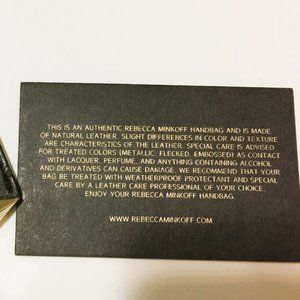 THIS IS AN AUTHENTIC REBECCA MINKOFF HANDBAG AND IS MADE
OF NATURAL LEATHER. SLIGHT DIFFERENCES IN COLOR AND TEXTURE
ARE CHARACTERISTICS OF THE LEATHER. SPECIAL CARE IS ADVISED
FOR TREATED COLORS (METALLIC, FLECKED, EMBOSSED) AS CONTACT
WITH LACQUER, PERFUME, AND ANYTHING CONTAINING ALCOHOL
AND DERIVATIVES CAN CAUSE DAMAGE. WE RECOMMEND THAT YOUR
BAG BE TREATED WITH WEATHERPROOF PROTECTANT AND SPECIAL
CARE BY A LEATHER CARE PROFESSIONAL OF YOUR CHOICE.
ENJOY YOUR REBECCA MINKOFF HANDBAG.
WWW.REBECCAMINKOFF.COM